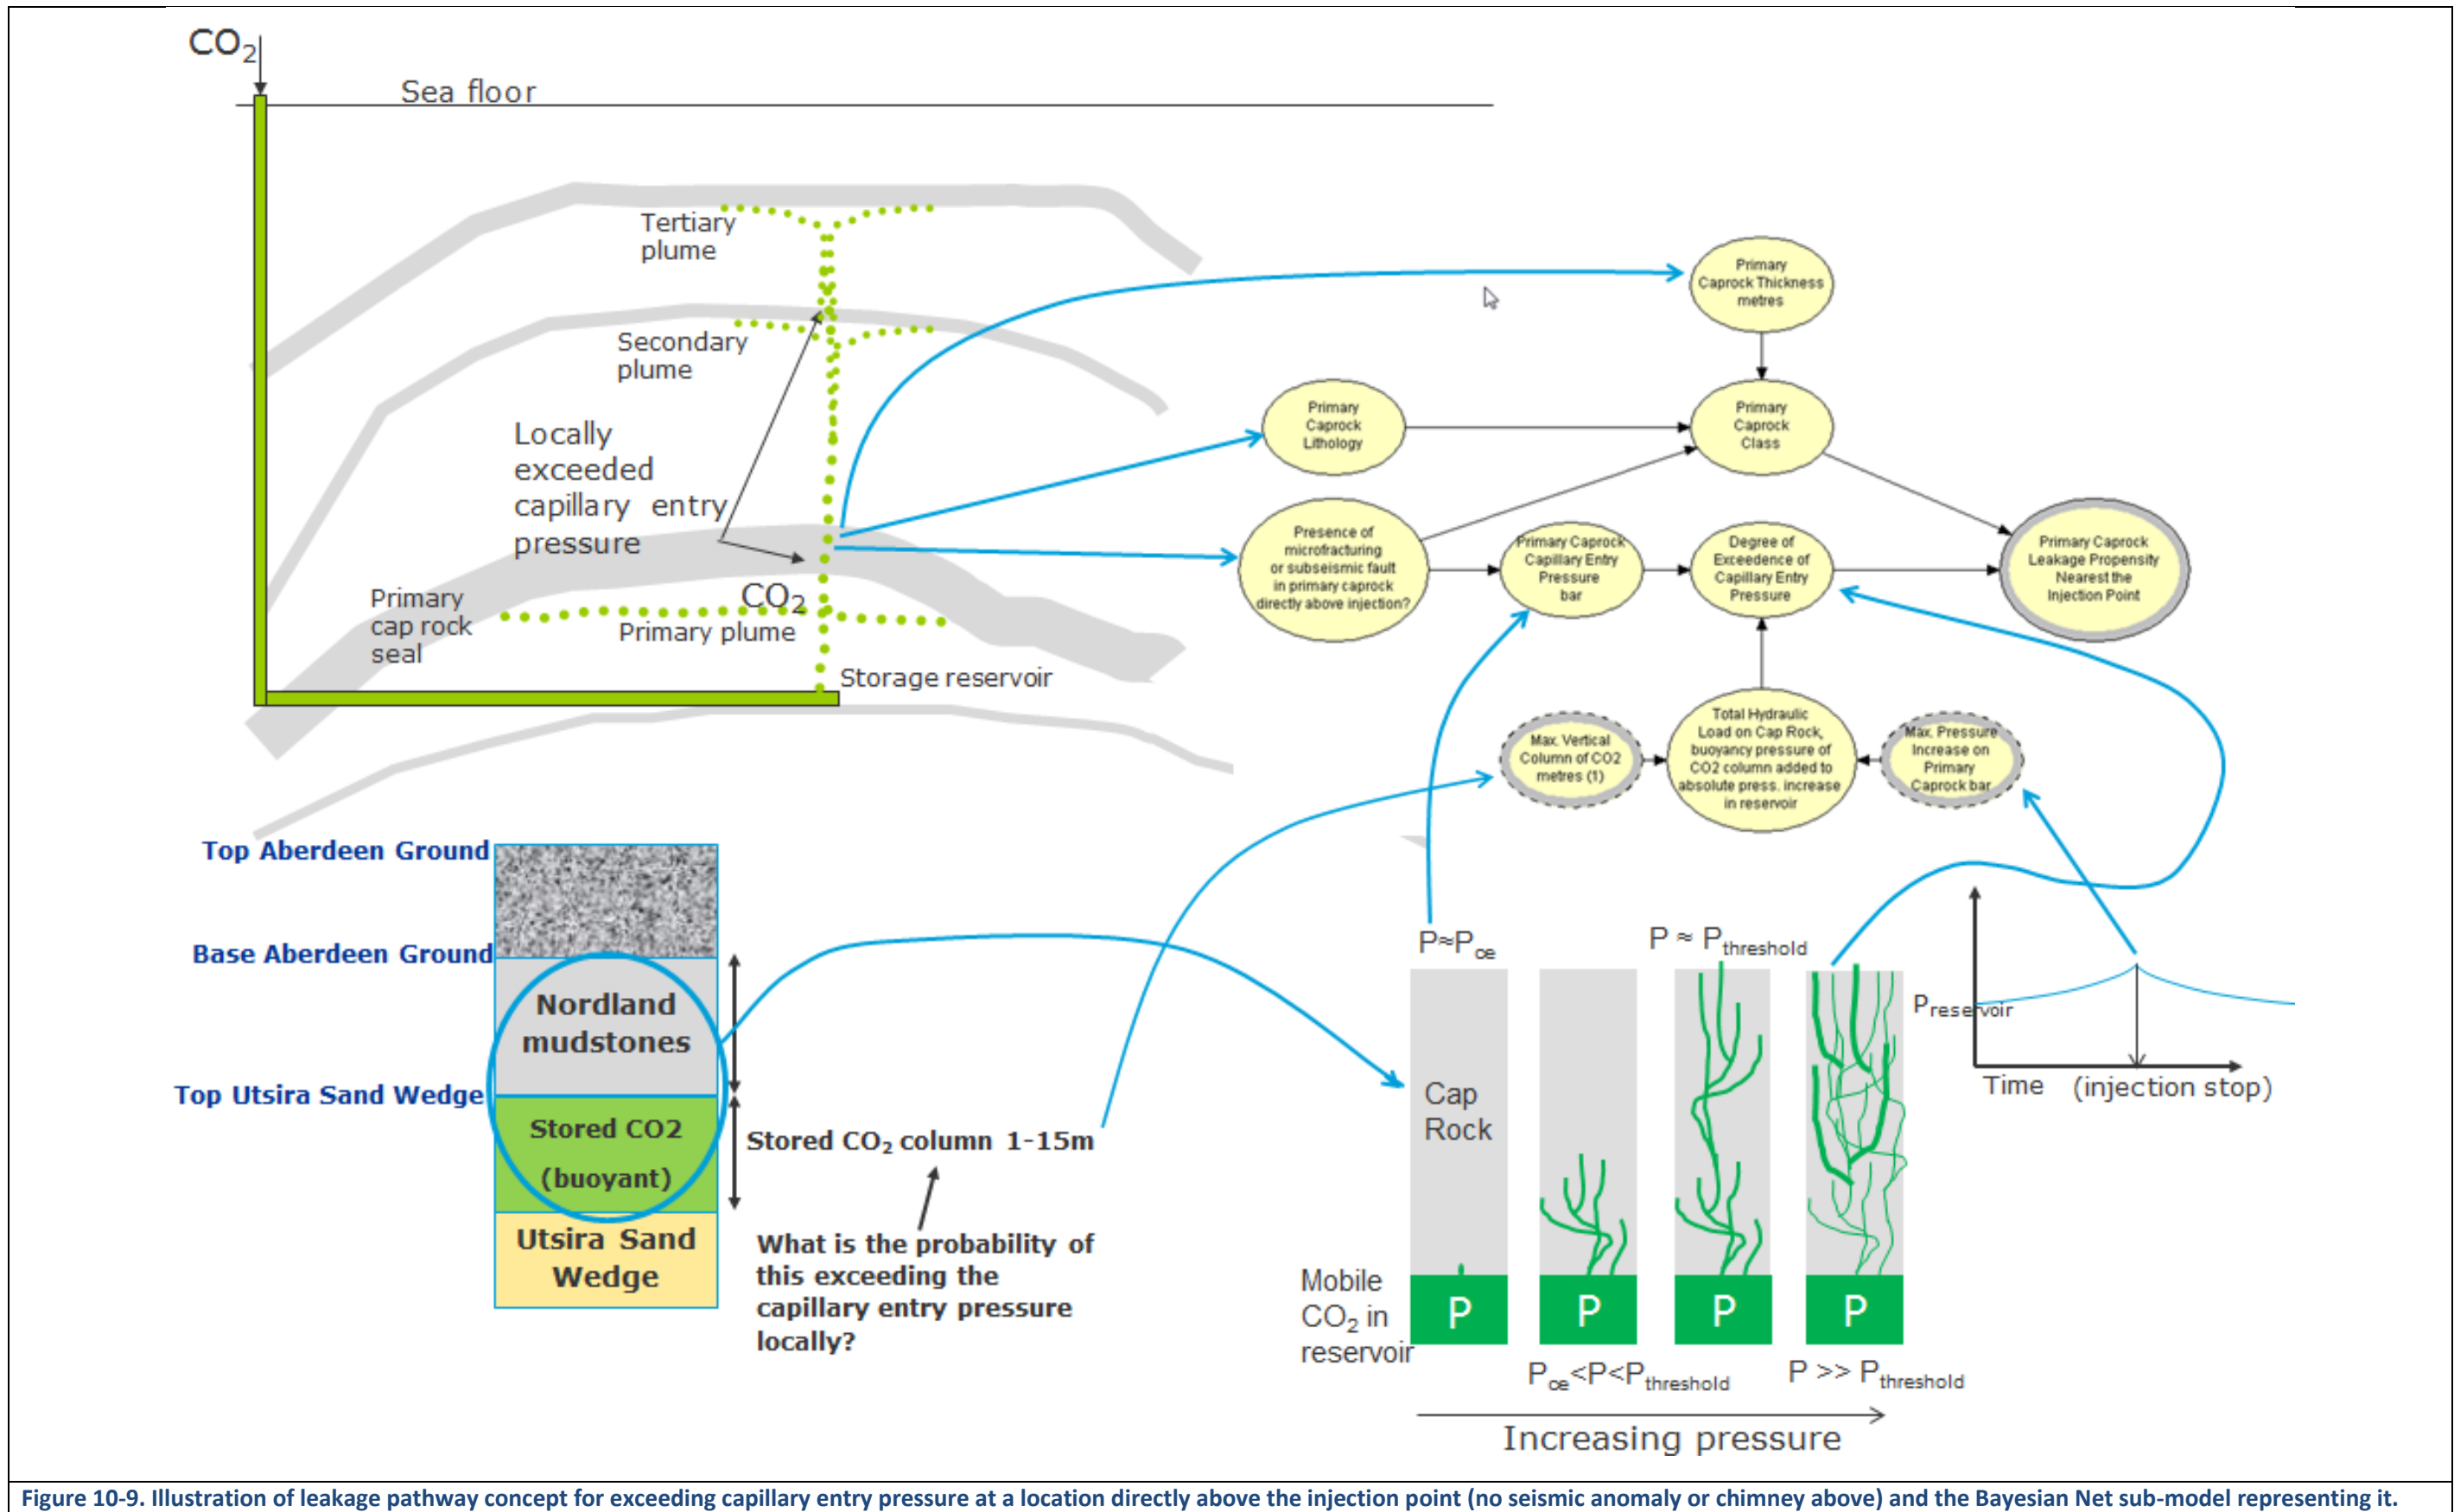 CO2
Sea floor
Tertiary
plume
Secondary
plume
Locally
exceeded
capillary entry
pressure
Primary
cap rock
seal
CO2
Primary plume
Storage reservoir
Primary
Caprock Thickness
metres
Primary
Caprock
Lithology
Primary
Caprock
Class
Presence of
microfracturing
or subseismic fault
in primary caprock
directly above injection?
Primary Caprock
Capillary Entry
Pressure
bar
Degree of
Exceedence of
Capillary Entry
Pressure
Primary Caprock
Leakage Propensity
Nearest the
Injection Point
Max. Vertical
Column of CO2
metres (1)
Total Hydraulic
Load on Cap Rock,
buoyancy pressure of
CO2 column added to
absolute press. increase
in reservoir
Max. Pressure
Increase on
Primary
Caprock bar
Top Aberdeen Ground
Base Aberdeen Ground
Nordland
mudstones
Top Utsira Sand Wedge
Stored CO2
(buoyant)
Utsira Sand
Wedge
Stored CO2 column 1-15m
What is the probability of
this exceeding the
capillary entry pressure
locally?
P≈Pce
P ≈ Pthreshold
Cap
Rock
Mobile
CO2 in
reservoir
P
P
P
P
Pce<P<Pthreshold
P >> Pthreshold
Increasing pressure
Preservoir
Time (injection stop)
Figure 10-9. Illustration of leakage pathway concept for exceeding capillary entry pressure at a location directly above the injection point (no seismic anomaly or chimney above) and the Bayesian Net sub-model representing it.